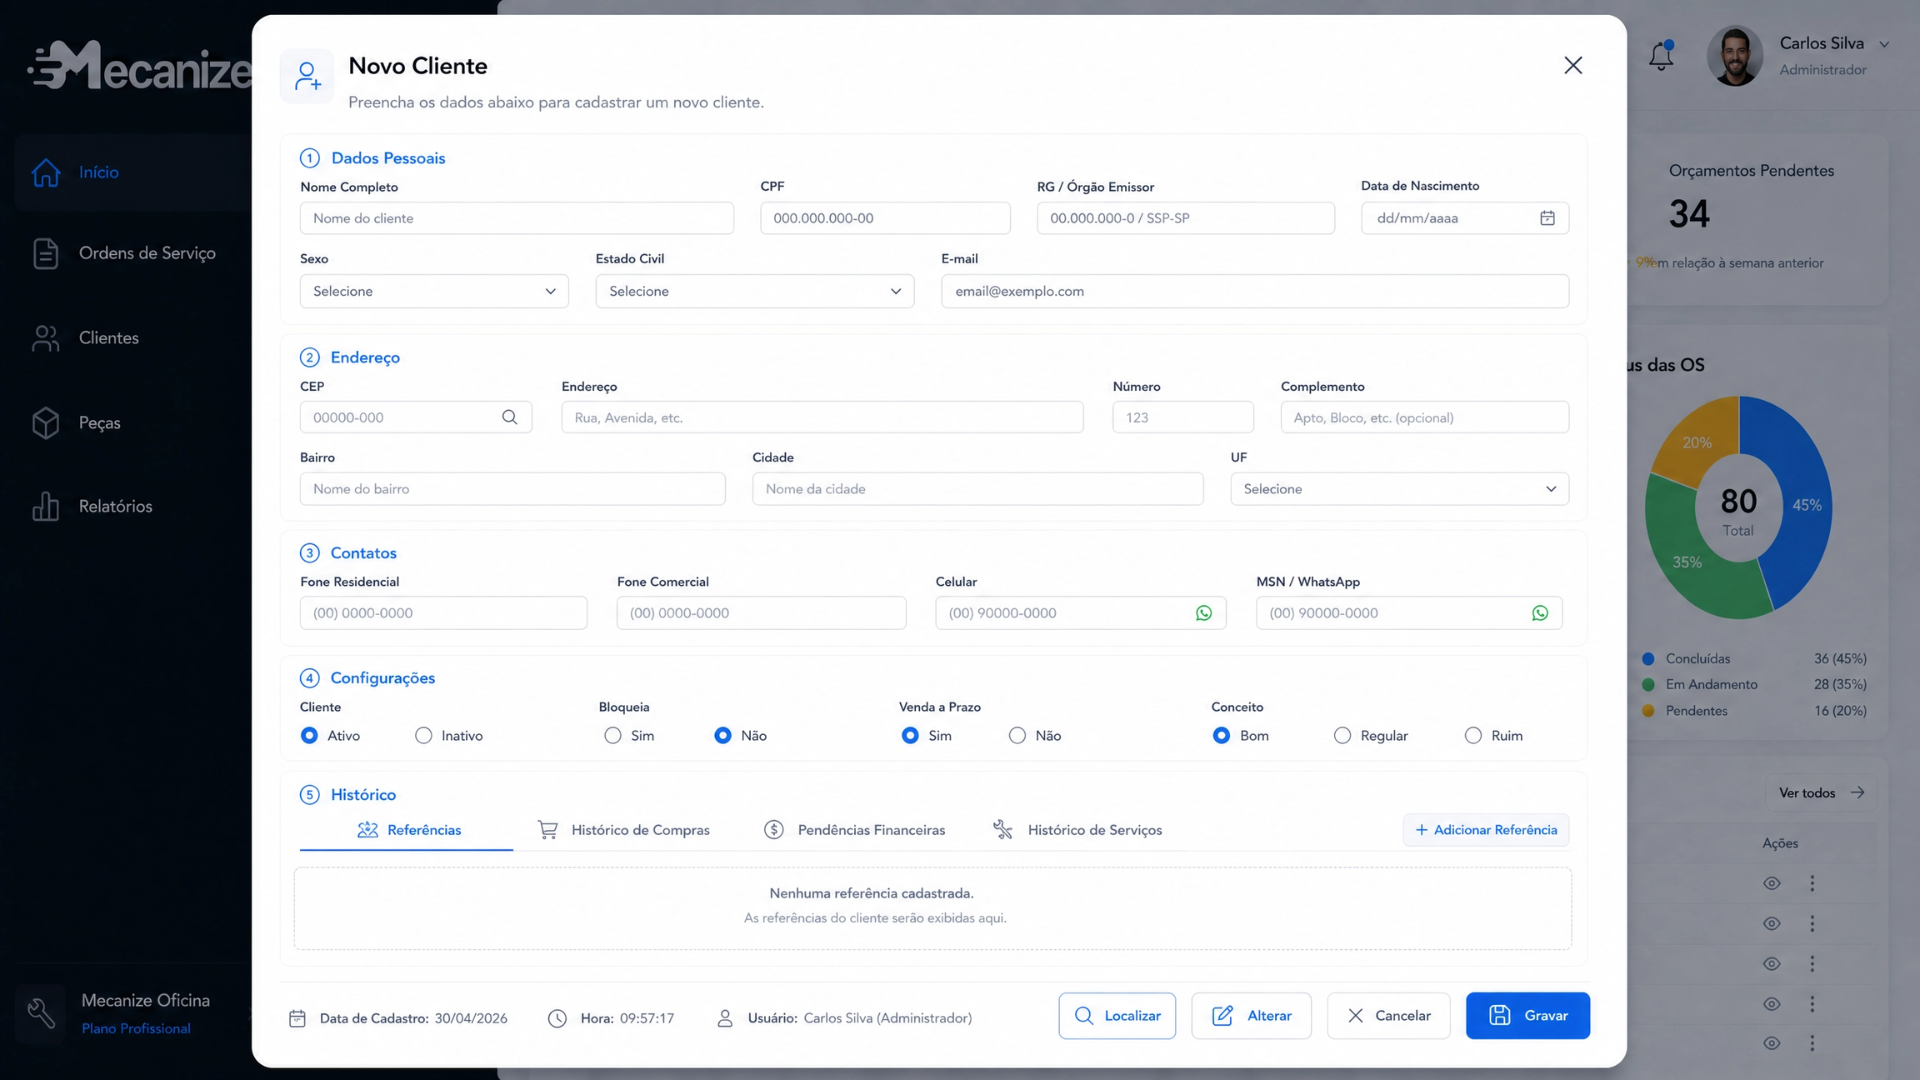 Mecanize
Início
Ordens de Serviço
Clientes
Peças
Relatórios
Mecanize Oficina
Plano Profissional
Novo Cliente
Preencha os dados abaixo para cadastrar um novo cliente.
1 Dados Pessoais
Nome Completo CPF RG / Órgão Emissor Data de Nascimento
Nome do cliente 000.000.000-00 00.000.000-0 / SSP-SP dd/mm/aaaa
Sexo Estado Civil E-mail
Selecione Selecione email@exemplo.com
2 Endereço
CEP Endereço Número Complemento
00000-000 Rua, Avenida, etc. 123 Apto, Bloco, etc. (opcional)
Bairro Cidade UF
Nome do bairro Nome da cidade Selecione
3 Contatos
Fone Residencial Fone Comercial Celular MSN / WhatsApp
(00) 0000-0000 (00) 0000-0000 (00) 90000-0000 (00) 90000-0000
4 Configurações
Cliente Bloqueia Venda a Prazo Conceito
Ativo Inativo Sim Não Sim Não Bom Regular Ruim
5 Histórico
Referências Histórico de Compras Pendências Financeiras Histórico de Serviços + Adicionar Referência
Nenhuma referência cadastrada.
As referências do cliente serão exibidas aqui.
Data de Cadastro: 30/04/2026 Hora: 09:57:17 Usuário: Carlos Silva (Administrador) Localizar Alterar Cancelar Gravar
Carlos Silva
Administrador
Orçamentos Pendentes
34
9% em relação à semana anterior
us das OS
20%
45%
35%
80
Total
Concluídas 36 (45%)
Em Andamento 28 (35%)
Pendentes 16 (20%)
Ver todos
Ações